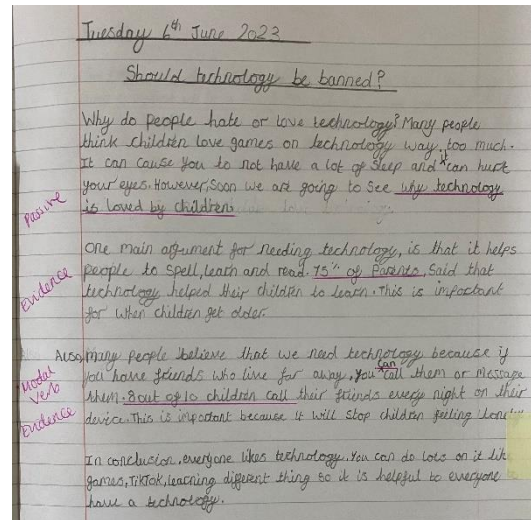 Tuesday 6th June 2023
Should technology be banned?
Why do people hate or love technology? Many people
think children love games on technology way too much.
It can cause you to not have a lot of sleep and it can hurt
your eyes. However, soon we are going to see why technology
Passive
is loved by children.
One main argument for needing technology, is that it helps
people to spell, learn and read. 75% of Parents, said that
Evidence
technology helped their children to learn. This is important
for when children get older.
Also, many people believe that we need technology because if
Modal
you have friends who live far away, you can call them or message
Verb
them. 8 out of 10 children call their friends every night on their
Evidence
device. This is important because it will stop children feeling
In conclusion, everyone likes technology. You can do lots on it
games, TikTok, learning different thing so it is helpful to everyone
have a technology.